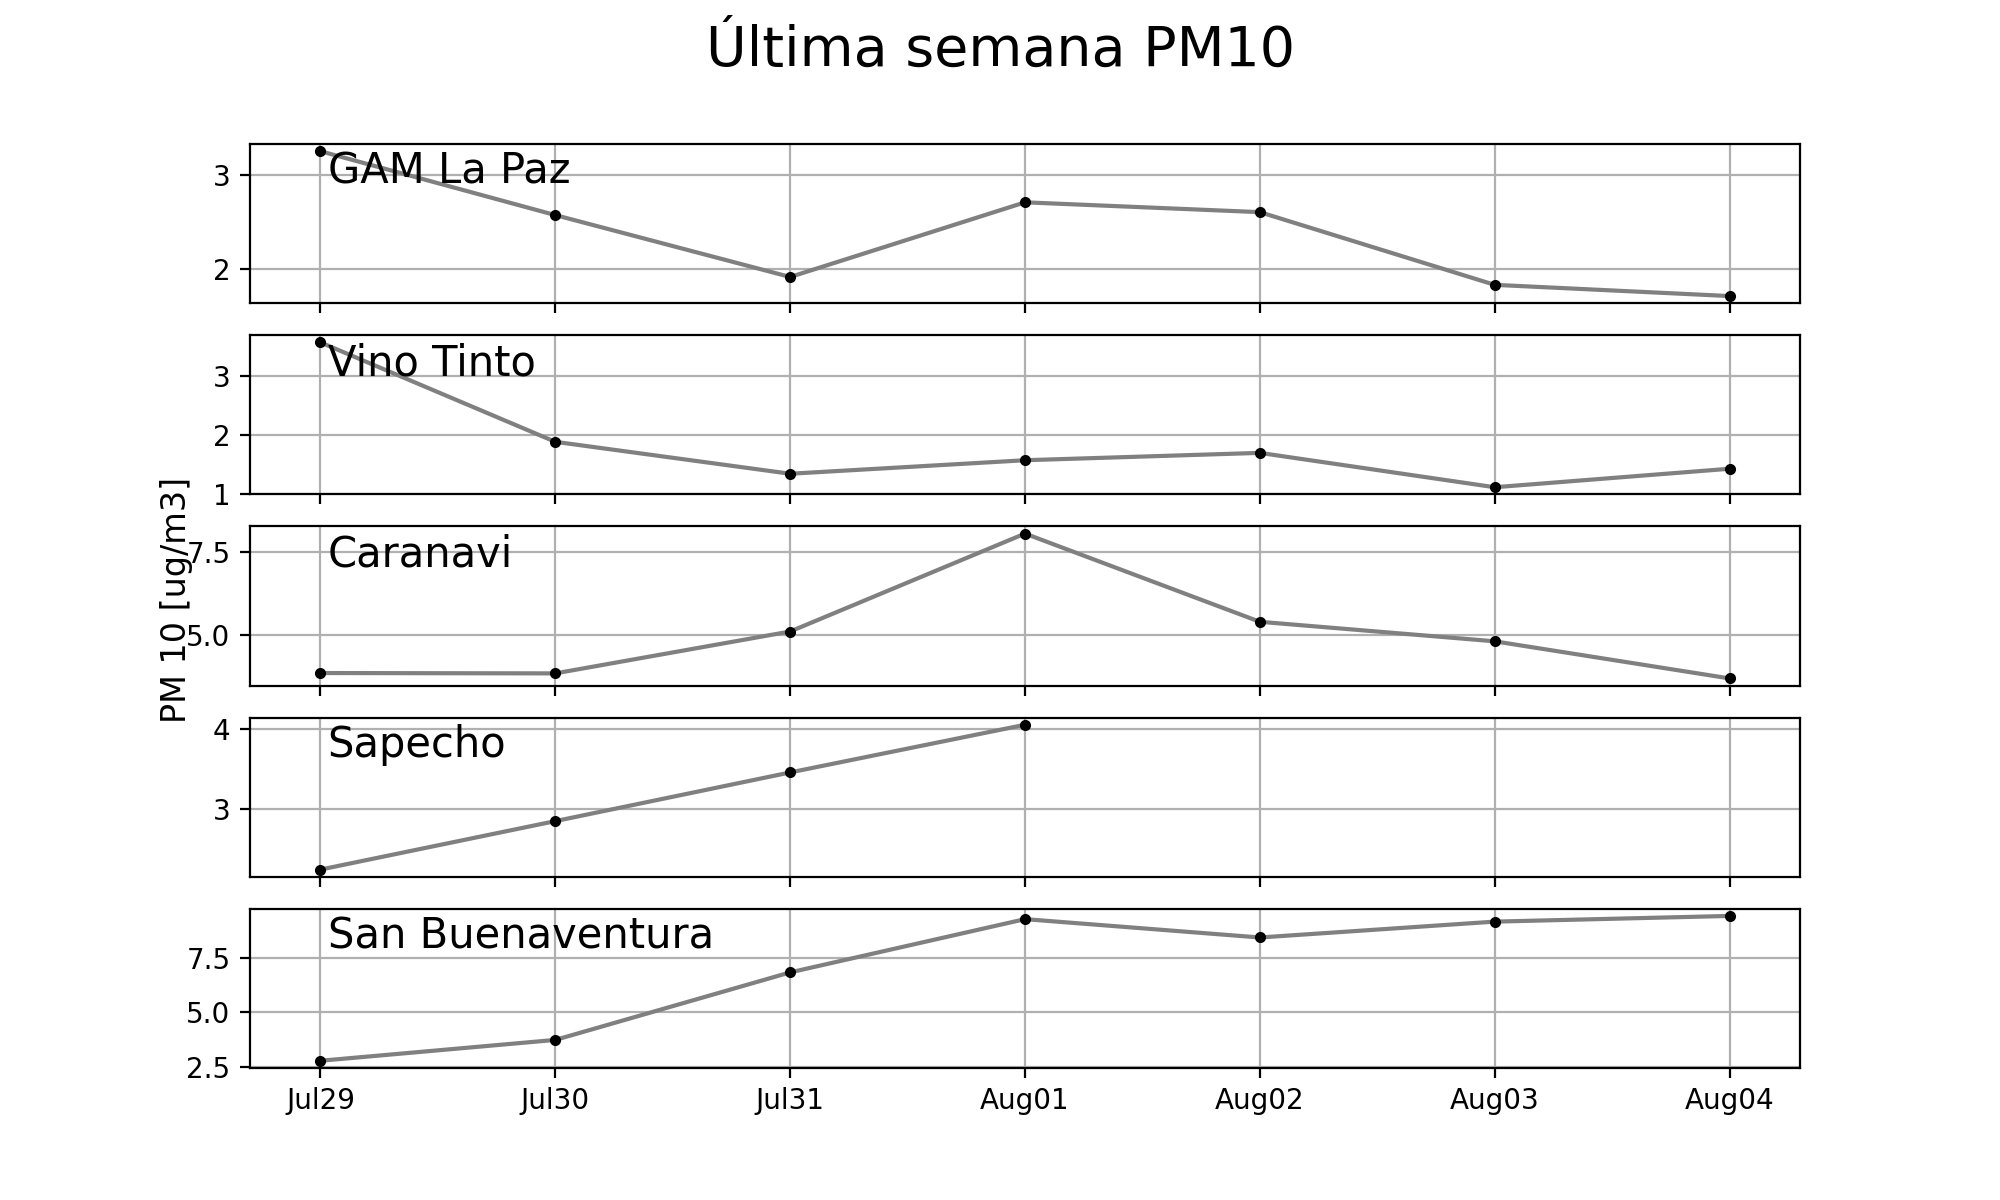 Última semana PM10
GAM La Paz
3
2
Vino Tinto
3
2
1
PM 10 [ug/m3]
Caranavi
7.5
5.0
Sapecho
4
3
San Buenaventura
7.5
5.0
2.5
Jul29 Jul30 Jul31 Aug01 Aug02 Aug03 Aug04